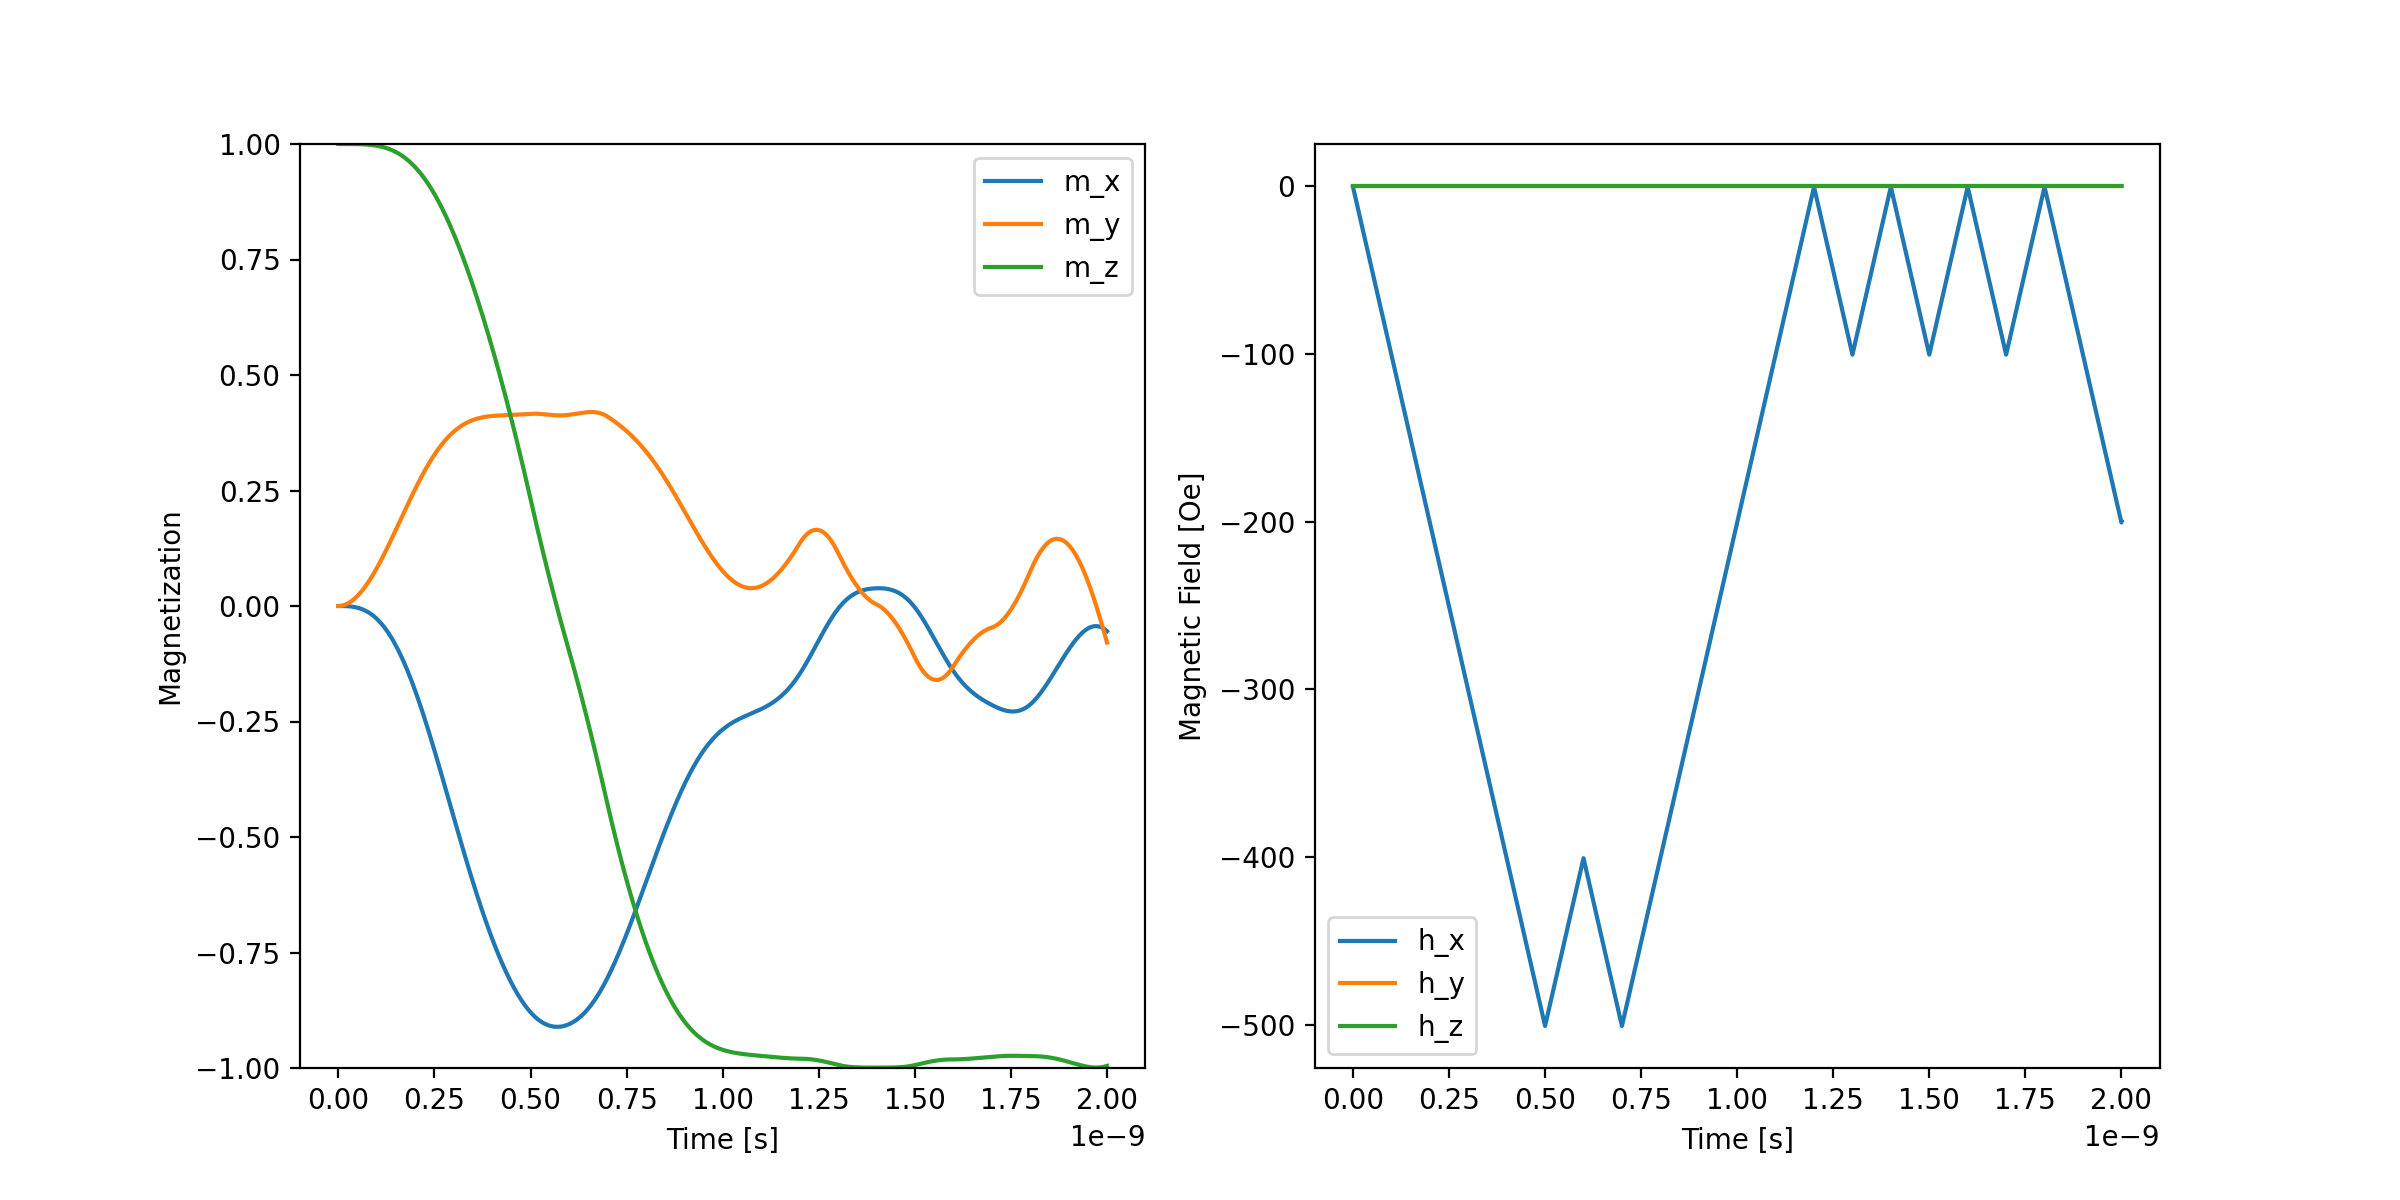 1.00
0.75
0.50
0.25
0.00
−0.25
−0.50
−0.75
−1.00
Magnetization
m_x
m_y
m_z
0.00 0.25 0.50 0.75 1.00 1.25 1.50 1.75 2.00
1e−9
Time [s]
0
−100
−200
−300
−400
−500
Magnetic Field [Oe]
h_x
h_y
h_z
0.00 0.25 0.50 0.75 1.00 1.25 1.50 1.75 2.00
1e−9
Time [s]